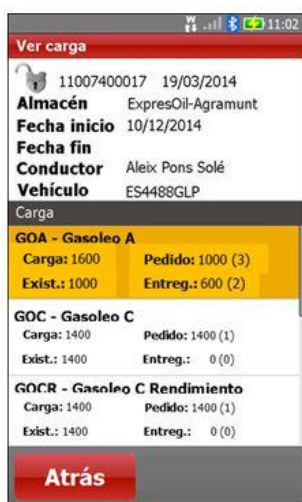 11:02
Ver carga
11007400017 19/03/2014
Almacén ExpresOil-Agramunt
Fecha inicio 10/12/2014
Fecha fin
Conductor Aleix Pons Solé
Vehículo ES4488GLP
Carga
GOA - Gasoleo A
Carga: 1600 Pedido: 1000 (3)
Exist.: 1000 Entreg.: 600 (2)
GOC - Gasoleo C
Carga: 1400 Pedido: 1400 (1)
Exist.: 1400 Entreg.: 0 (0)
GOCR - Gasoleo C Rendimiento
Carga: 1400 Pedido: 1400 (1)
Exist.: 1400 Entreg.: 0 (0)
Atrás